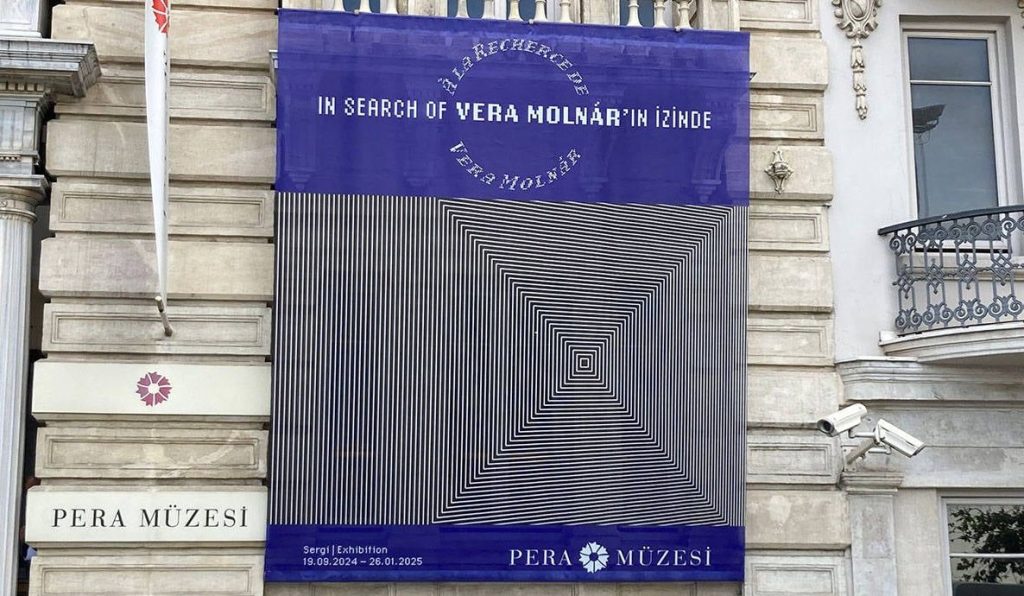 À LA RECHERCE DE
IN SEARCH OF VERA MOLNÁR'IN İZİNDE
VERA MOLNÁR
PERA MÜZESİ
Sergi | Exhibition
19.09.2024 – 26.01.2025
PERA MÜZESİ